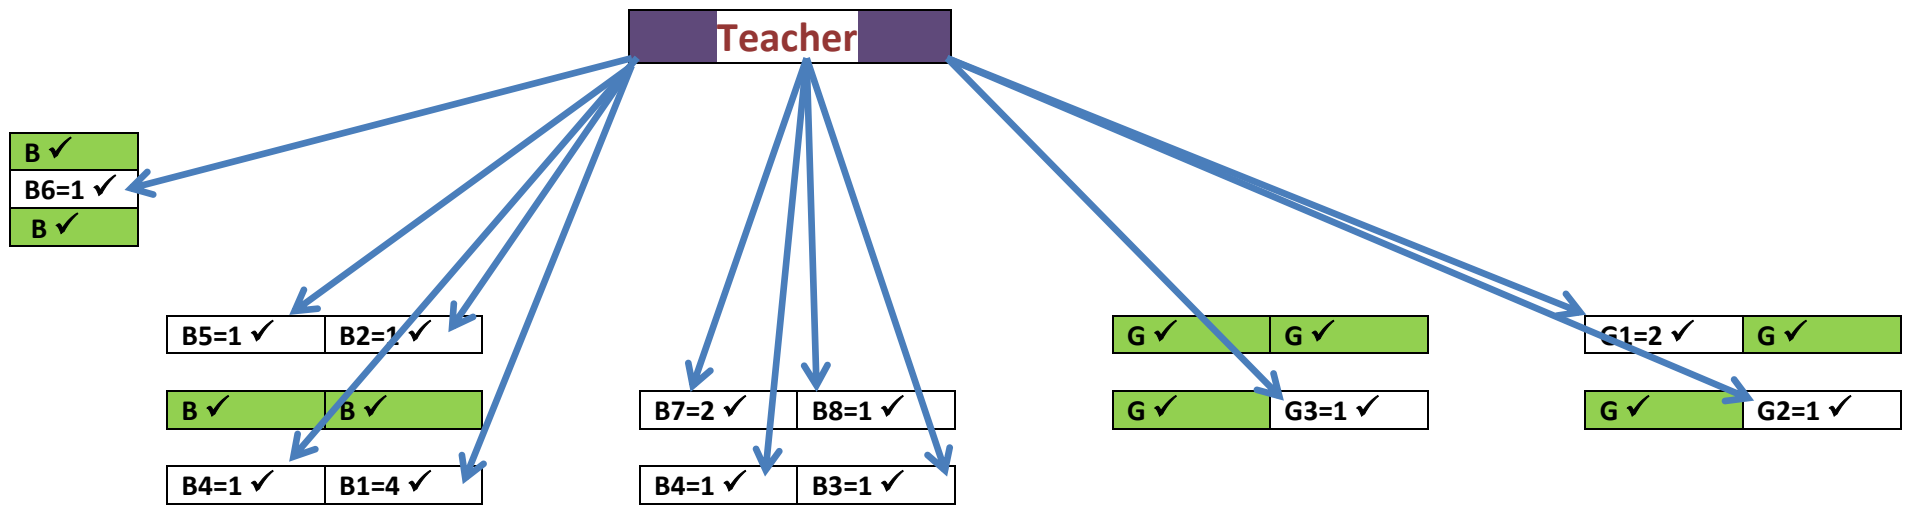 Teacher
B ✓
B6=1 ✓
B ✓
B5=1 ✓ B2=1 ✓
B ✓ B ✓
B4=1 ✓ B1=4 ✓
B7=2 ✓ B8=1 ✓
B4=1 ✓ B3=1 ✓
G ✓ G ✓
G ✓ G3=1 ✓
G1=2 ✓ G ✓
G ✓ G2=1 ✓